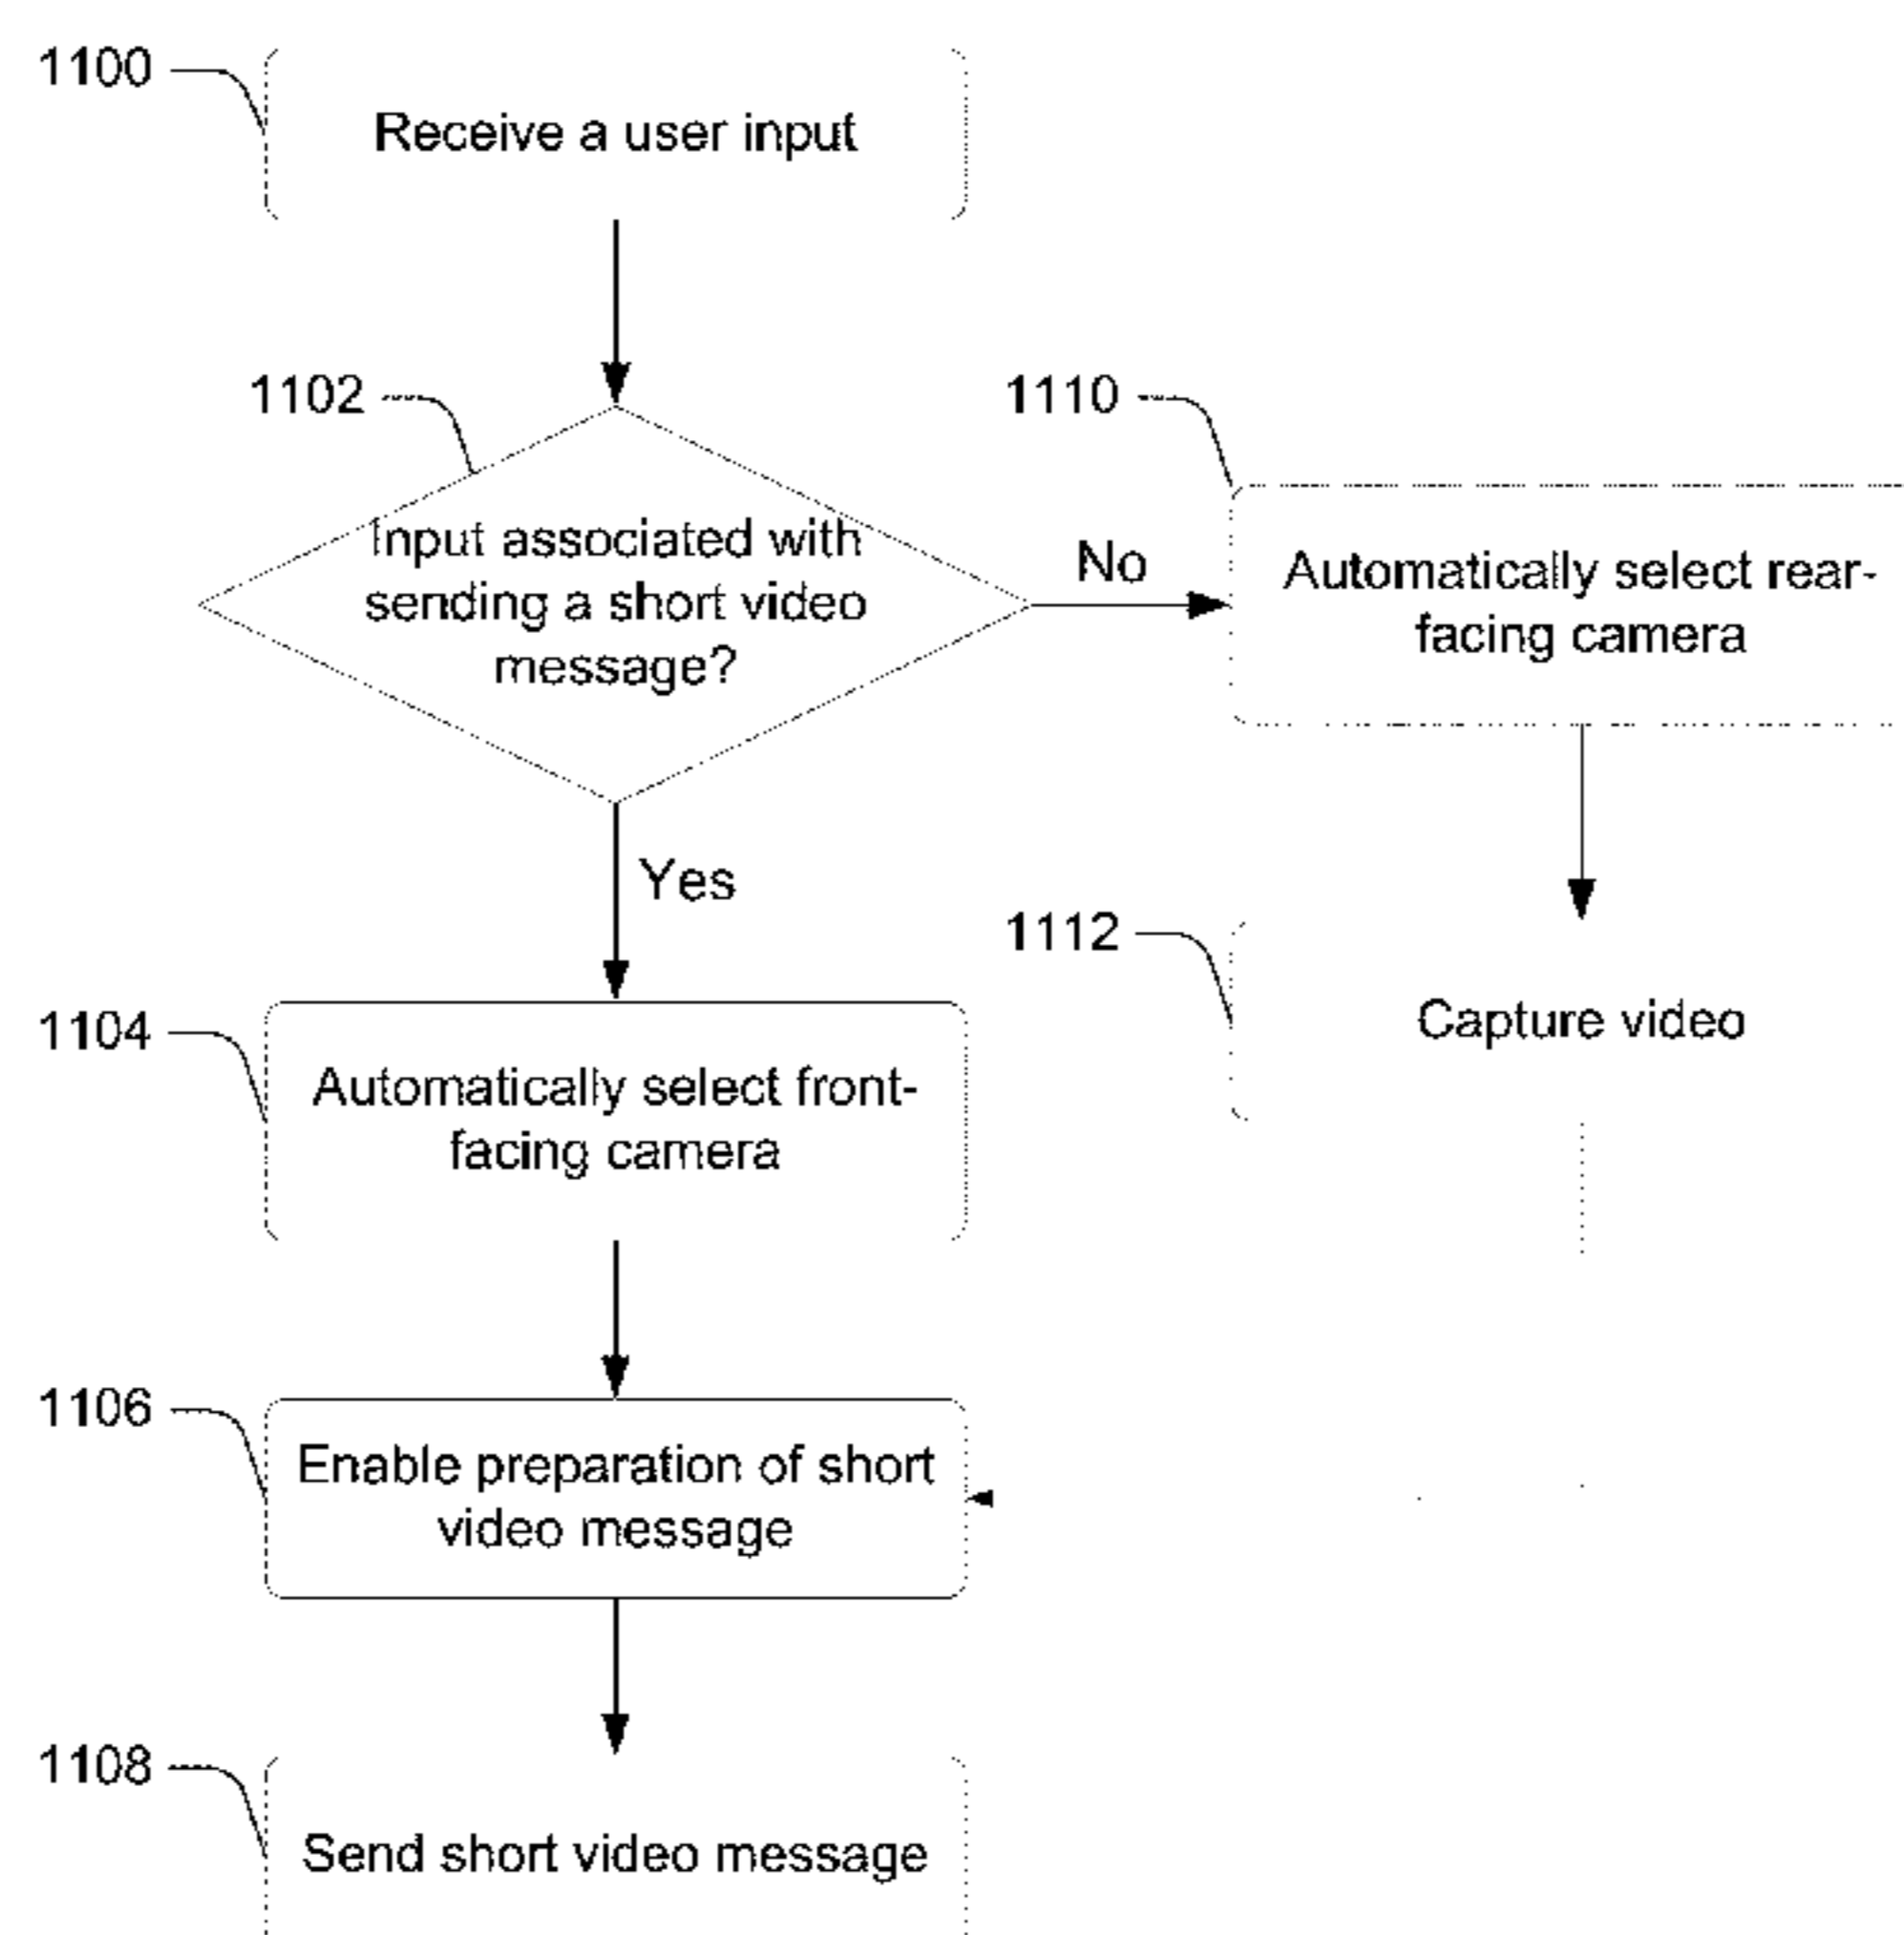 1100
Receive a user input
1102
Input associated with
sending a short video
message?
No
1110
Automatically select rear-
facing camera
Yes
1112
Capture video
1104
Automatically select front-
facing camera
1106
Enable preparation of short
video message
1108
Send short video message